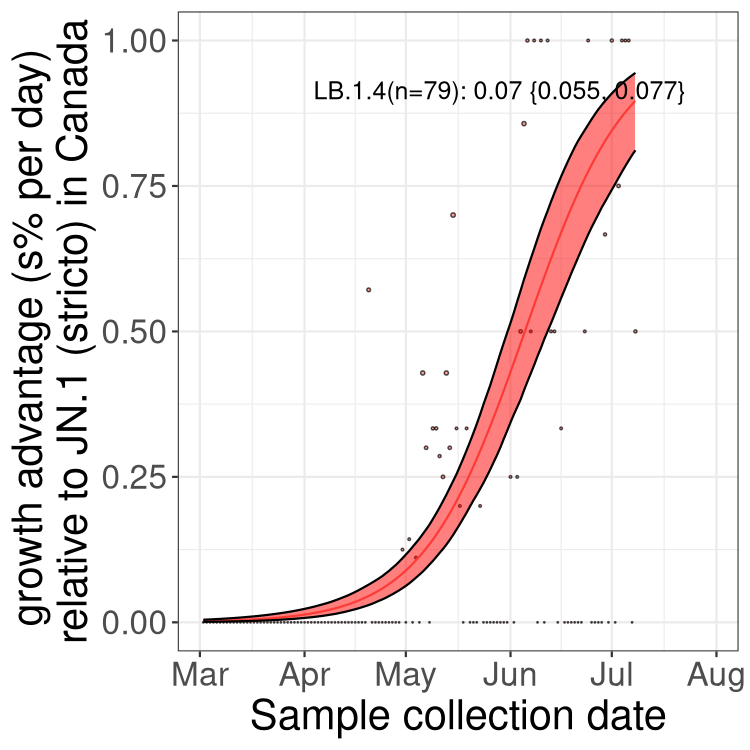 growth advantage (s% per day)
relative to JN.1 (stricto) in Canada
1.00
0.75
0.50
0.25
0.00
LB.1.4(n=79): 0.07 {0.055, 0.077}
Mar Apr May Jun Jul Aug
Sample collection date